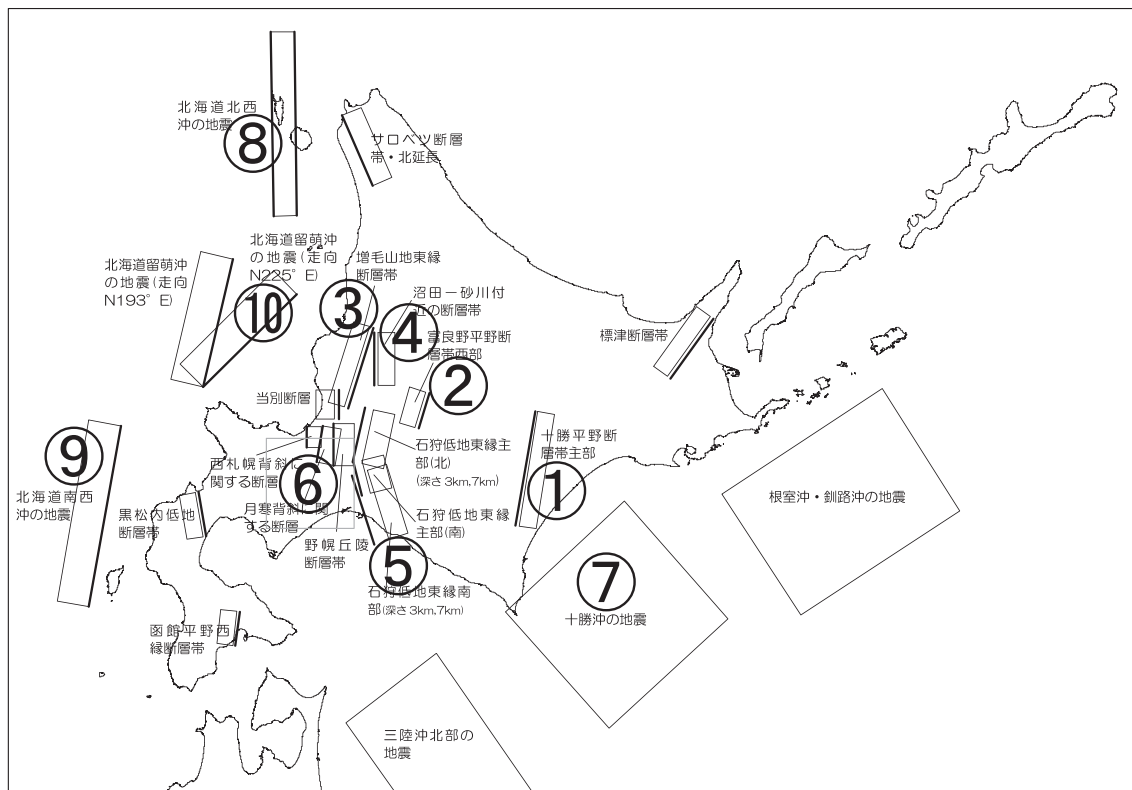 北海道北西
沖の地震
⑧
サロベツ断層
帯・北延長
北海道留萌沖
の地震(走向
N193°E)
北海道留萌沖
の地震(走向
N225°E)
⑩
増毛山地東縁
断層帯
③
沼田－砂川付
近の断層帯
④
富良野平野断
層帯西部
②
標津断層帯
当別断層
石狩低地東縁主
部(北)
(深さ3km,7km)
十勝平野断
層帯主部
①
⑨
北海道南西
沖の地震
西札幌背斜に
関する断層
⑥
月寒背斜に関
する断層
黒松内低地
断層帯
石狩低地東縁
主部(南)
野幌丘陵
断層帯
⑤
石狩低地東縁南
部(深さ3km,7km)
根室沖・釧路沖の地震
⑦
十勝沖の地震
函館平野西
縁断層帯
三陸沖北部の
地震